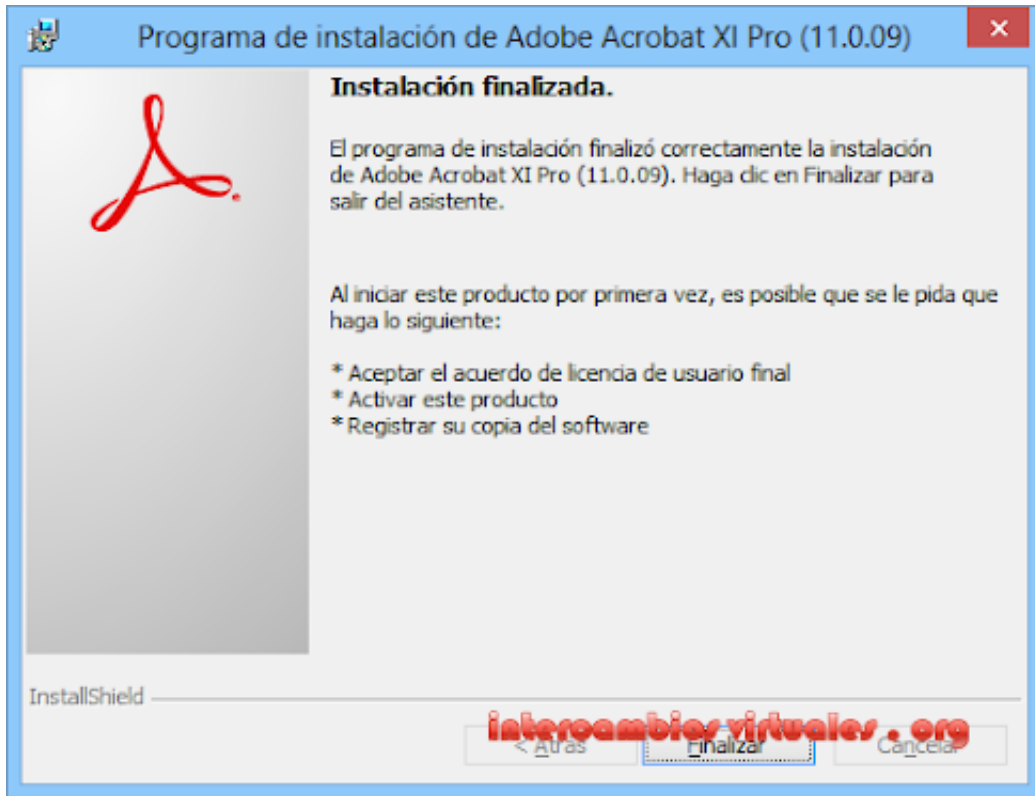 Programa de instalación de Adobe Acrobat XI Pro (11.0.09)
Instalación finalizada.
El programa de instalación finalizó correctamente la instalación
de Adobe Acrobat XI Pro (11.0.09). Haga clic en Finalizar para
salir del asistente.
Al iniciar este producto por primera vez, es posible que se le pida que
haga lo siguiente:
* Aceptar el acuerdo de licencia de usuario final
* Activar este producto
* Registrar su copia del software
InstallShield
intercambios virtuales . org
< Atrás Finalizar Cancelar